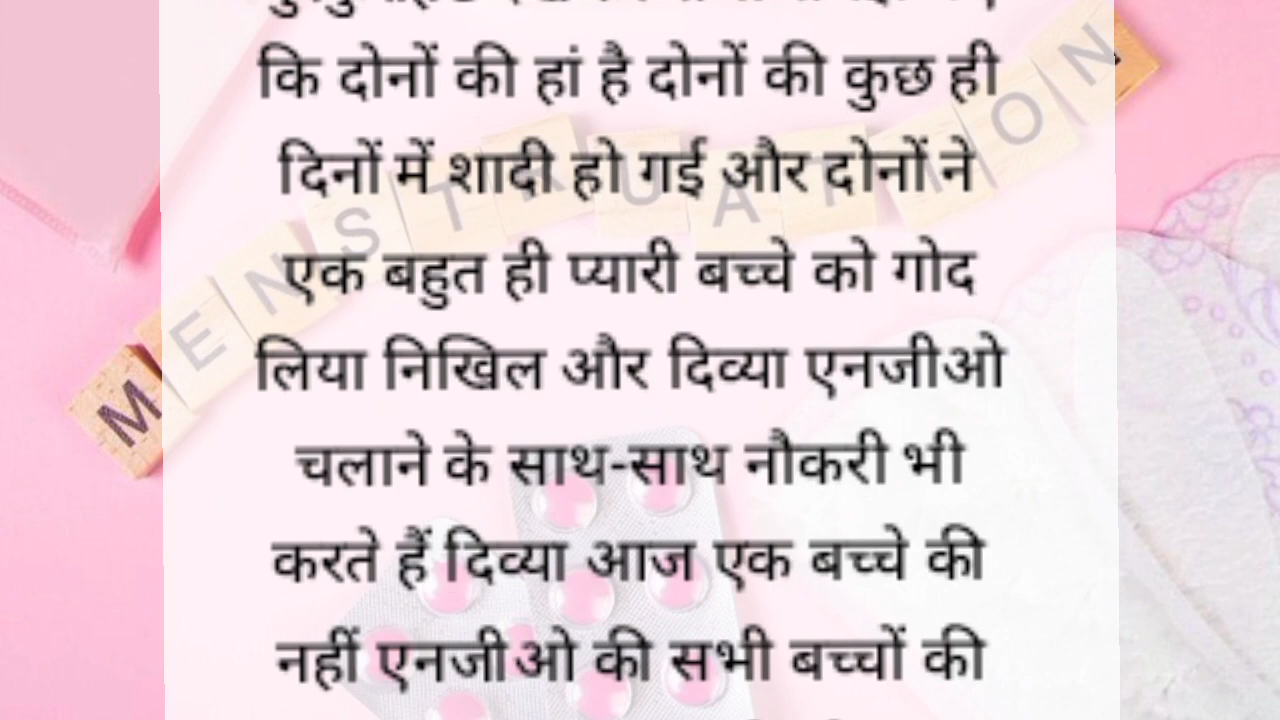 कि दोनों की हां है दोनों की कुछ ही
दिनों में शादी हो गई और दोनों ने
एक बहुत ही प्यारी बच्चे को गोद
लिया निखिल और दिव्या एनजीओ
चलाने के साथ-साथ नौकरी भी
करते हैं दिव्या आज एक बच्चे की
नहीं एनजीओ की सभी बच्चों की
MENSTRUATION